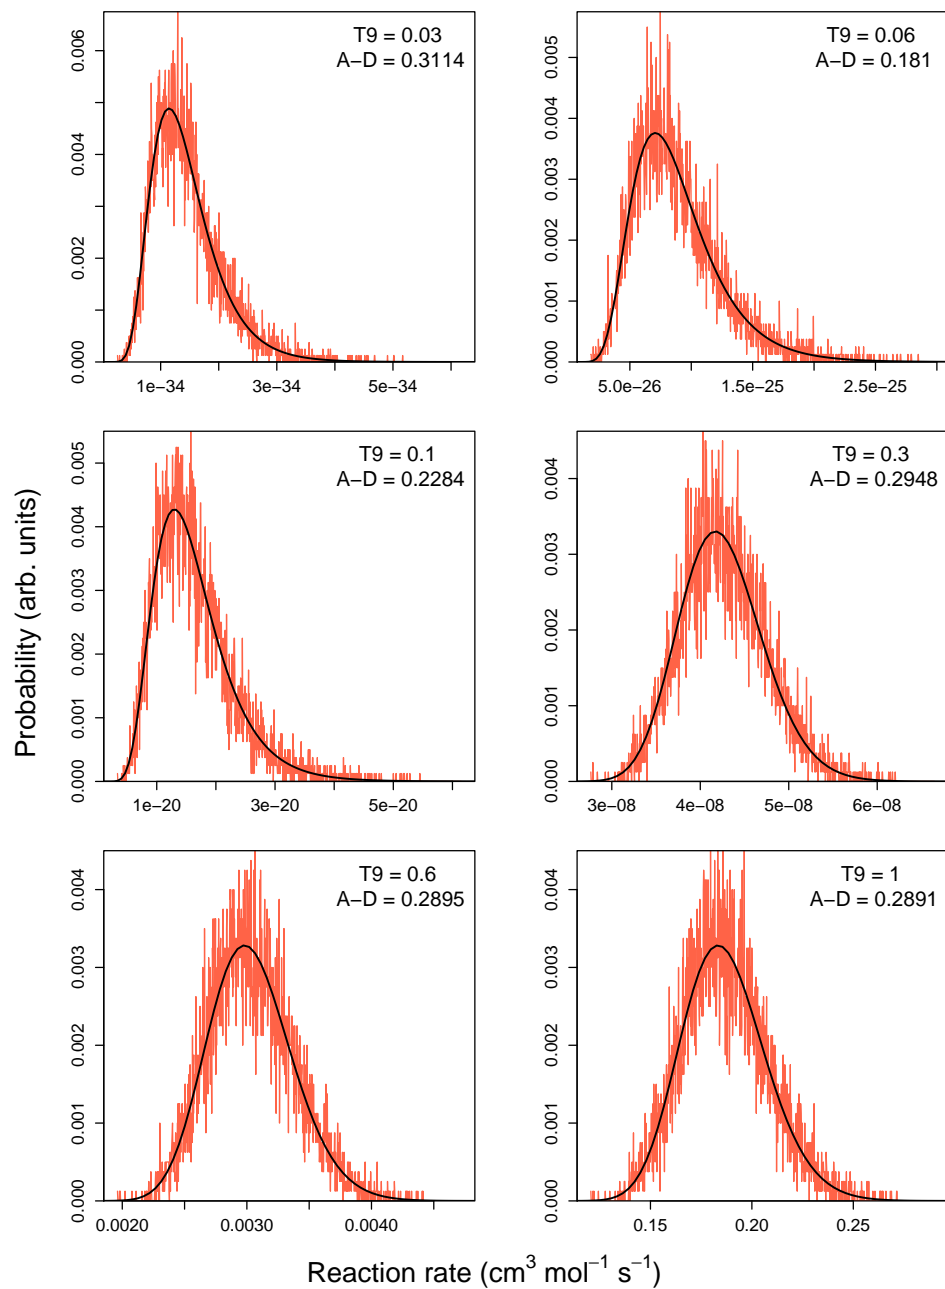 T9 = 0.03
A−D = 0.3114
0.000
0.002
0.004
0.006
1e−34
3e−34
5e−34
T9 = 0.06
A−D = 0.181
0.000
0.001
0.002
0.003
0.004
0.005
5.0e−26
1.5e−25
2.5e−25
T9 = 0.1
A−D = 0.2284
0.000
0.001
0.002
0.003
0.004
0.005
1e−20
3e−20
5e−20
T9 = 0.3
A−D = 0.2948
0.000
0.001
0.002
0.003
0.004
3e−08
4e−08
5e−08
6e−08
T9 = 0.6
A−D = 0.2895
0.000
0.001
0.002
0.003
0.004
0.0020
0.0030
0.0040
T9 = 1
A−D = 0.2891
0.000
0.001
0.002
0.003
0.004
0.15
0.20
0.25
Probability (arb. units)
Reaction rate (cm³ mol⁻¹ s⁻¹)